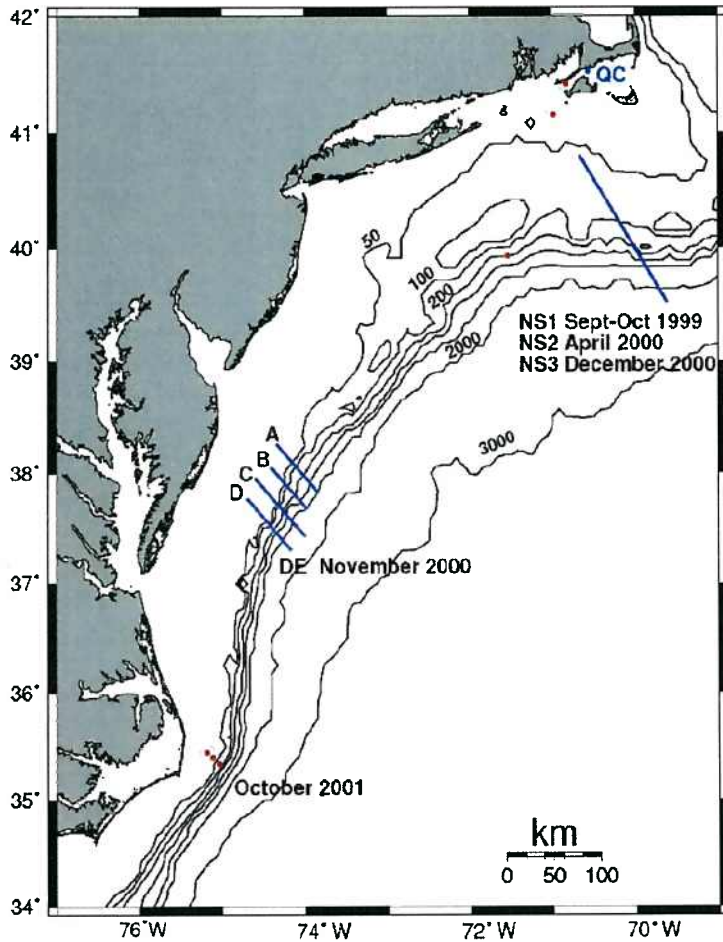 42°
QC
41°
50
40°
100
200
NS1 Sept-Oct 1999
2000
NS2 April 2000
39°
NS3 December 2000
3000
A
B
38°
C
D
DE November 2000
37°
36°
October 2001
35°
km
0 50 100
34°
76°W 74°W 72°W 70°W